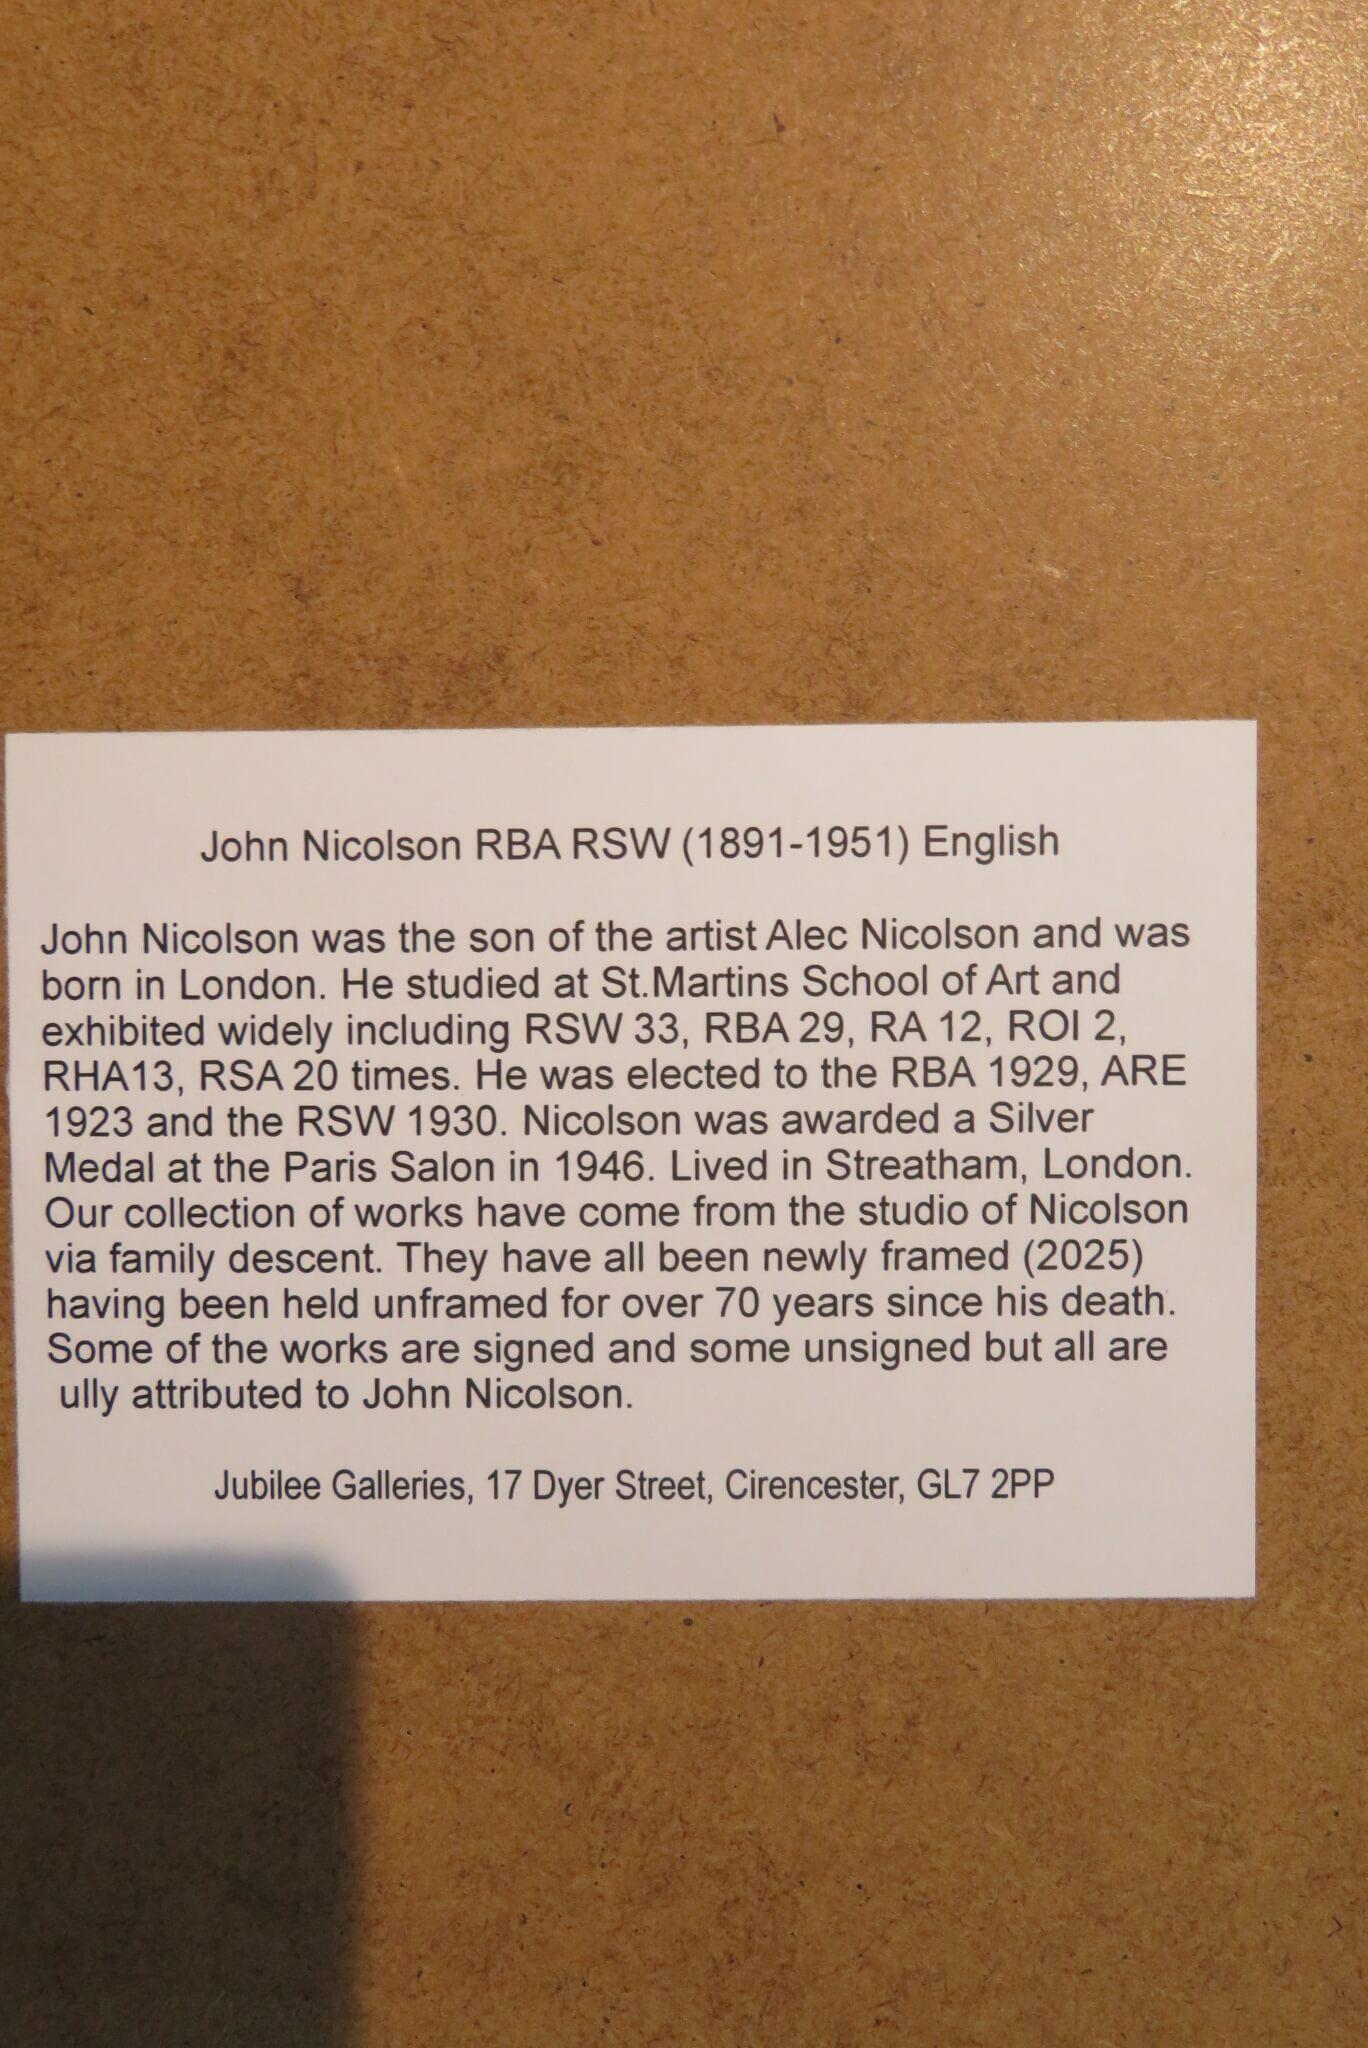 John Nicolson RBA RSW (1891-1951) English
John Nicolson was the son of the artist Alec Nicolson and was
born in London. He studied at St.Martins School of Art and
exhibited widely including RSW 33, RBA 29, RA 12, ROI 2,
RHA13, RSA 20 times. He was elected to the RBA 1929, ARE
1923 and the RSW 1930. Nicolson was awarded a Silver
Medal at the Paris Salon in 1946. Lived in Streatham, London.
Our collection of works have come from the studio of Nicolson
via family descent. They have all been newly framed (2025)
having been held unframed for over 70 years since his death.
Some of the works are signed and some unsigned but all are
ully attributed to John Nicolson.
Jubilee Galleries, 17 Dyer Street, Cirencester, GL7 2PP